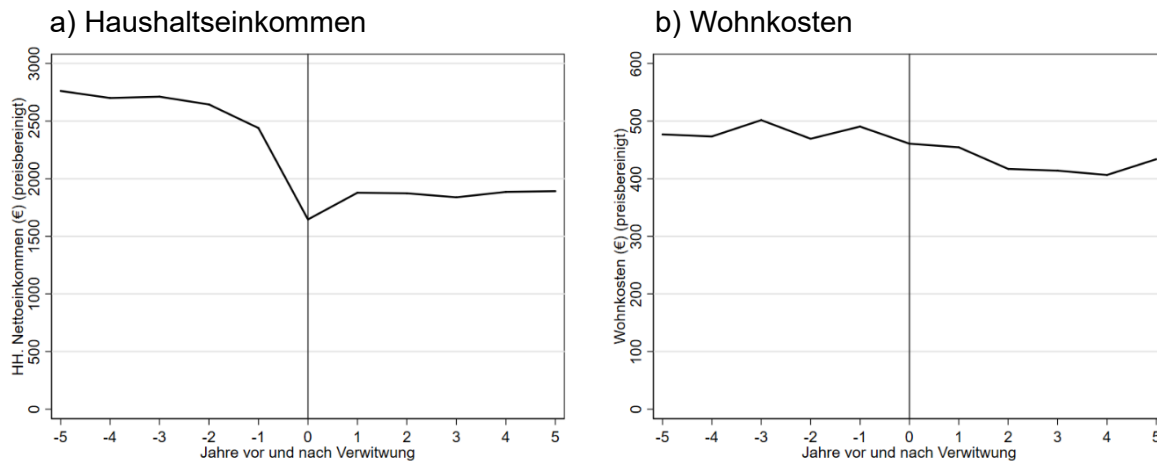 a) Haushaltseinkommen
HH. Nettoeinkommen (€) (preisbereinigt)
3000
2500
2000
1500
1000
500
0
-5 -4 -3 -2 -1 0 1 2 3 4 5
Jahre vor und nach Verwitwung
b) Wohnkosten
Wohnkosten (€) (preisbereinigt)
600
500
400
300
200
100
0
-5 -4 -3 -2 -1 0 1 2 3 4 5
Jahre vor und nach Verwitwung